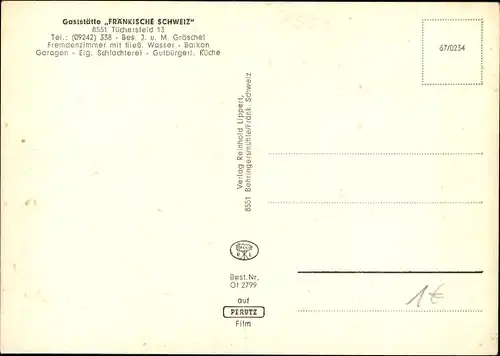 Gaststätte „FRÄNKISCHE SCHWEIZ"
8551 Tüchersfeld 13
Tel.: (09242) 338 · Bes. J. u. M. Gröschel
Fremdenzimmer mit fließ. Wasser · Balkon
Garagen · Eig. Schlachterei · Gutbürgerl. Küche
67/0234
Verlag Reinhold Lippert,
8551 Behringersmühle/Fränk. Schweiz
Best.Nr.
Of 2799
auf
PERUTZ
Film
1€